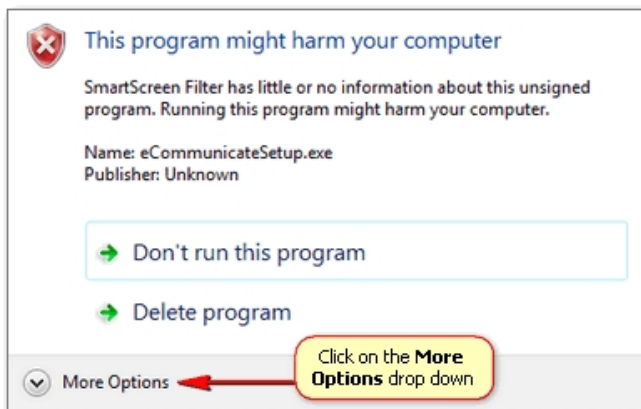 This program might harm your computer
SmartScreen Filter has little or no information about this unsigned
program. Running this program might harm your computer.
Name: eCommunicateSetup.exe
Publisher: Unknown
Don't run this program
Delete program
Click on the More
Options drop down
More Options